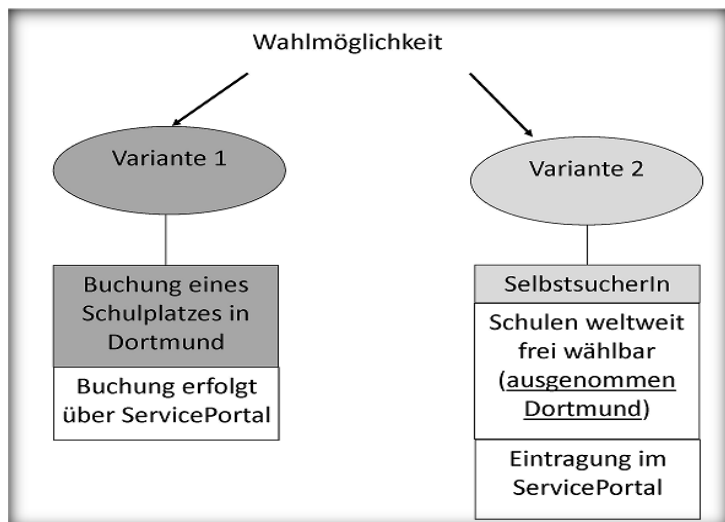 Wahlmöglichkeit
Variante 1
Buchung eines
Schulplatzes in
Dortmund
Buchung erfolgt
über ServicePortal
Variante 2
SelbstsucherIn
Schulen weltweit
frei wählbar
(ausgenommen
Dortmund)
Eintragung im
ServicePortal